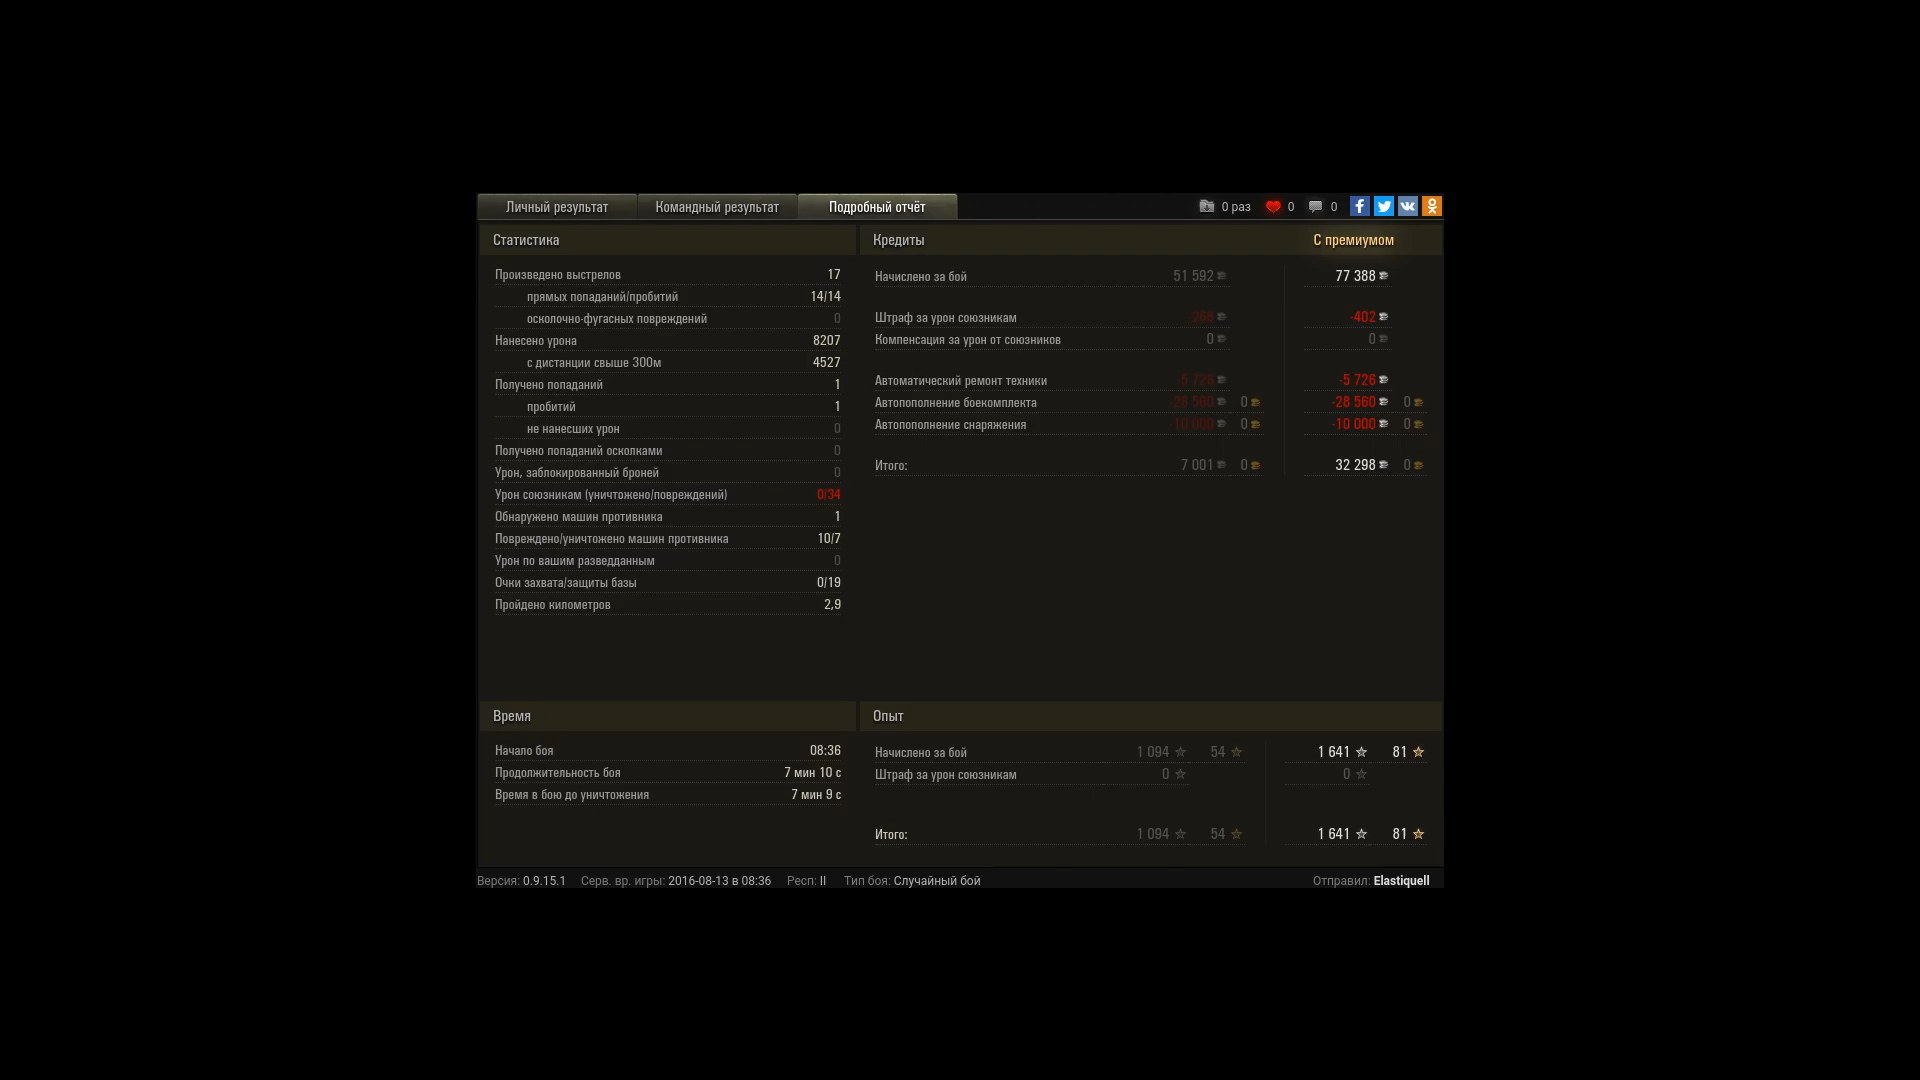 Личный результат Командный результат Подробный отчёт 0 раз 0 0
Статистика
Произведено выстрелов 17
прямых попаданий/пробитий 14/14
осколочно-фугасных повреждений 0
Нанесено урона 8207
с дистанции свыше 300м 4527
Получено попаданий 1
пробитий 1
не нанесших урон 0
Получено попаданий осколками 0
Урон, заблокированный броней 0
Урон союзникам (уничтожено/повреждений) 0/34
Обнаружено машин противника 1
Повреждено/уничтожено машин противника 10/7
Урон по вашим разведданным 0
Очки захвата/защиты базы 0/19
Пройдено километров 2,9
Кредиты С премиумом
Начислено за бой 51 592 77 388
Штраф за урон союзникам -268 -402
Компенсация за урон от союзников 0 0
Автоматический ремонт техники -5 726 -5 726
Автопополнение боекомплекта -28 560 0 -28 560 0
Автопополнение снаряжения -10 000 0 -10 000 0
Итого: 7 001 0 32 298 0
Время
Начало боя 08:36
Продолжительность боя 7 мин 10 с
Время в бою до уничтожения 7 мин 9 с
Опыт
Начислено за бой 1 094 54 1 641 81
Штраф за урон союзникам 0 0
Итого: 1 094 54 1 641 81
Версия: 0.9.15.1 Серв. вр. игры: 2016-08-13 в 08:36 Респ: II Тип боя: Случайный бой Отправил: Elastiquell